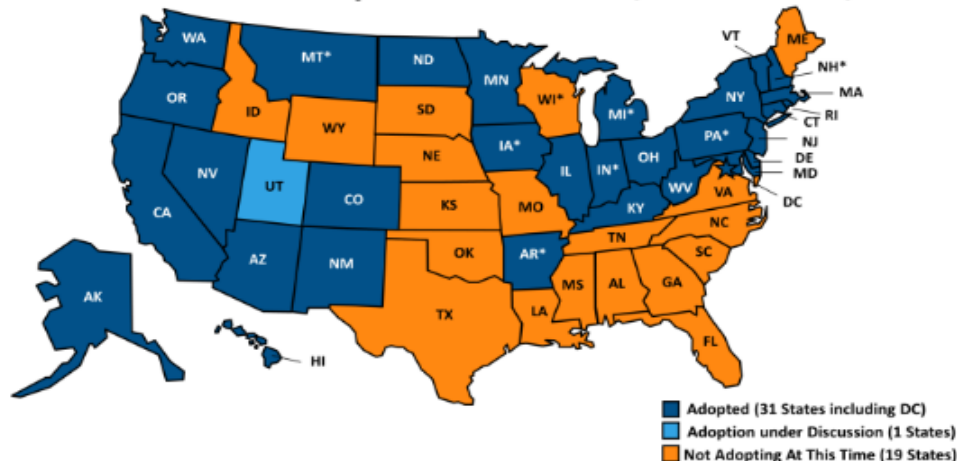 WA
MT*
ND
MN
VT
ME
NH*
OR
ID
SD
WI*
MI*
NY
MA
WY
IA*
PA*
CT
RI
NJ
NE
NV
UT
CO
IL
IN*
OH
DE
MD
WV
VA
DC
CA
KS
MO
KY
NC
TN
AZ
NM
OK
AR*
SC
MS
AL
GA
AK
TX
LA
FL
HI
Adopted (31 States including DC)
Adoption under Discussion (1 States)
Not Adopting At This Time (19 States)